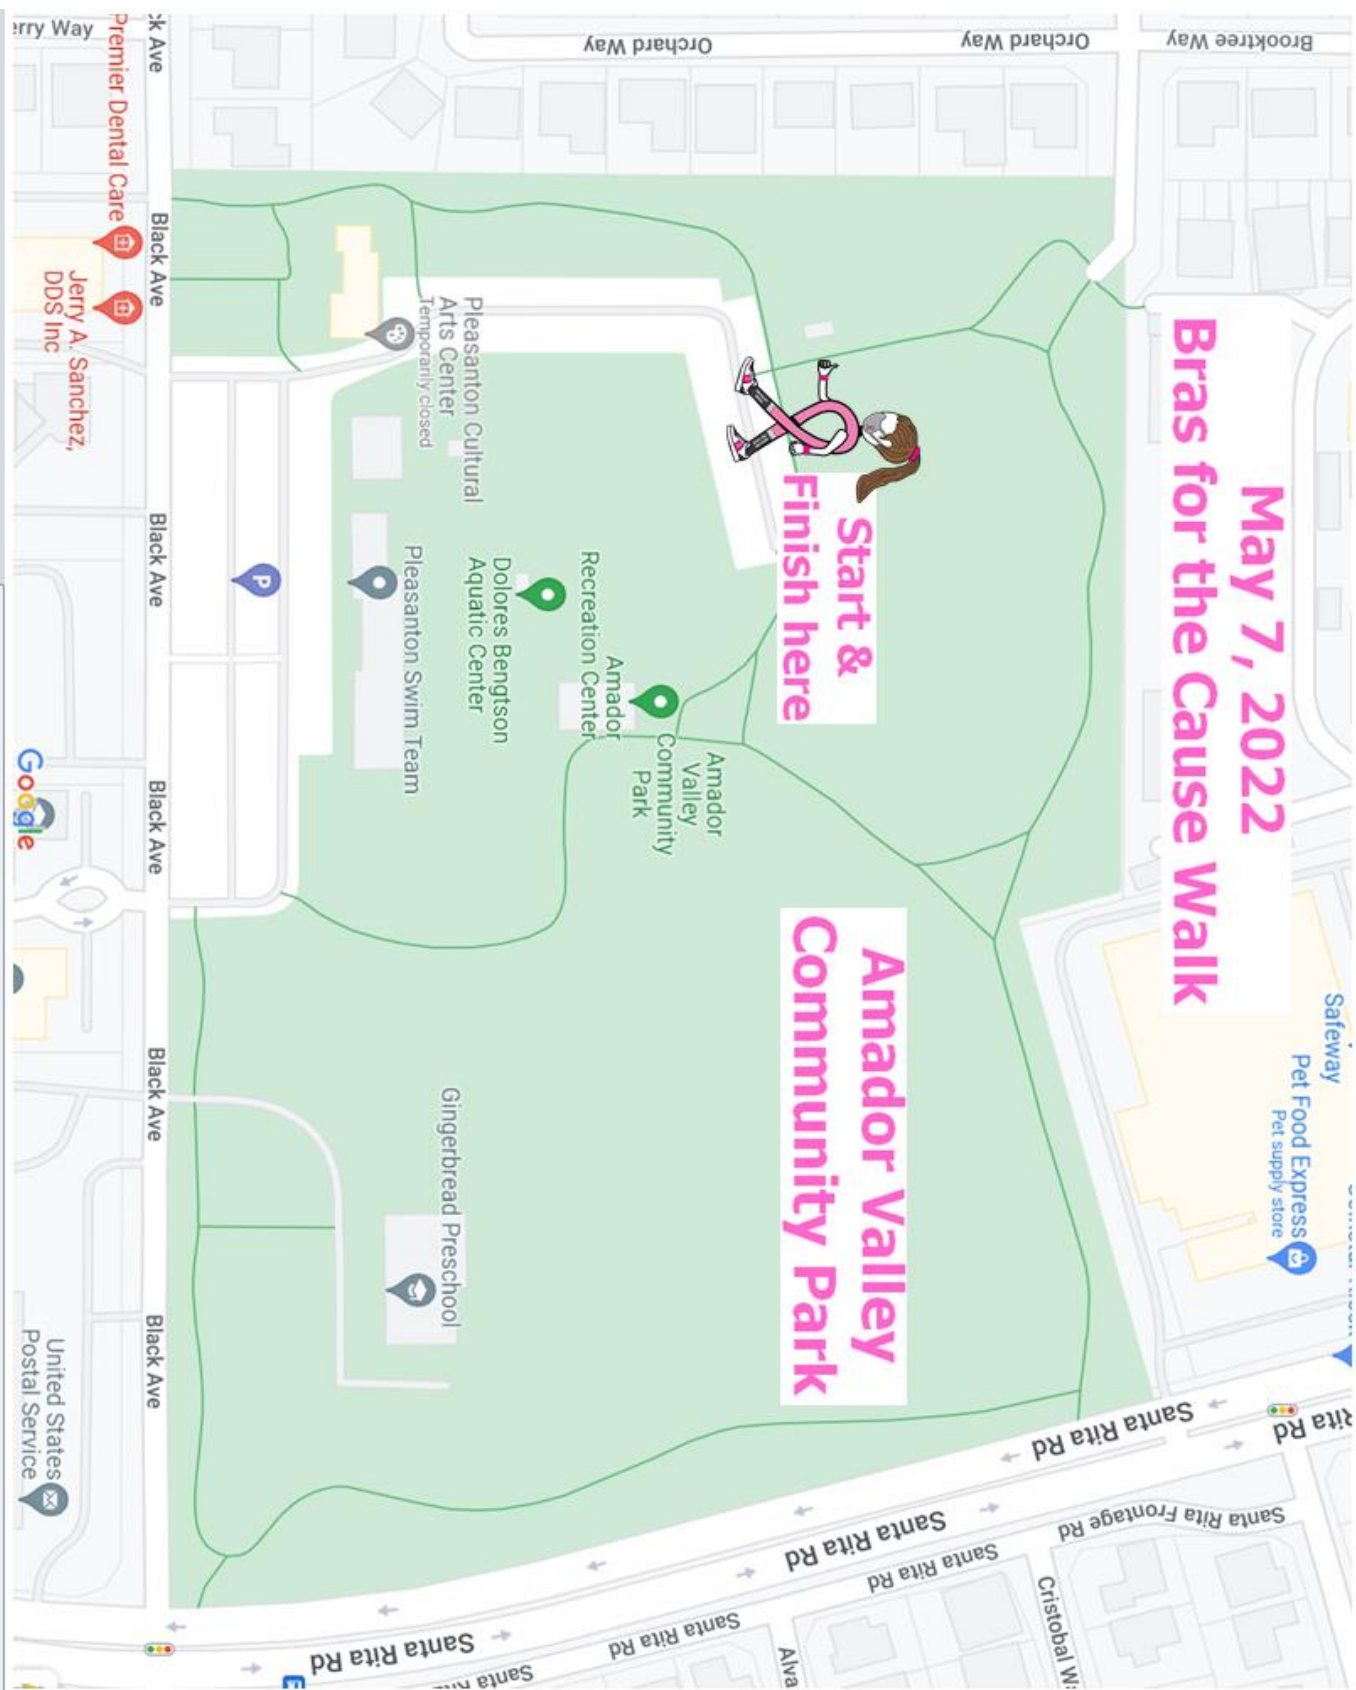 May 7, 2022
Bras for the Cause Walk
Safeway
Pet Food Express
Pet supply store
Start &
Finish here
Amador Valley
Community Park
Amador
Valley
Community
Park
Amador
Recreation Center
Dolores Bengtson
Aquatic Center
Pleasanton Cultural
Arts Center
Temporarily closed
Pleasanton Swim Team
Gingerbread Preschool
P
Black Ave
Black Ave
Black Ave
Black Ave
Black Ave
ck Ave
erry Way
Premier Dental Care
Jerry A. Sanchez,
DDS Inc
Google
United States
Postal Service
Brooktree Way
Orchard Way
Orchard Way
Santa Rita Rd
Santa Rita Rd
Santa Rita Rd
Rita Rd
Santa Rita Frontage Rd
Santa Rita Rd
Santa Rita Rd
Santa
Cristobal W
Alva